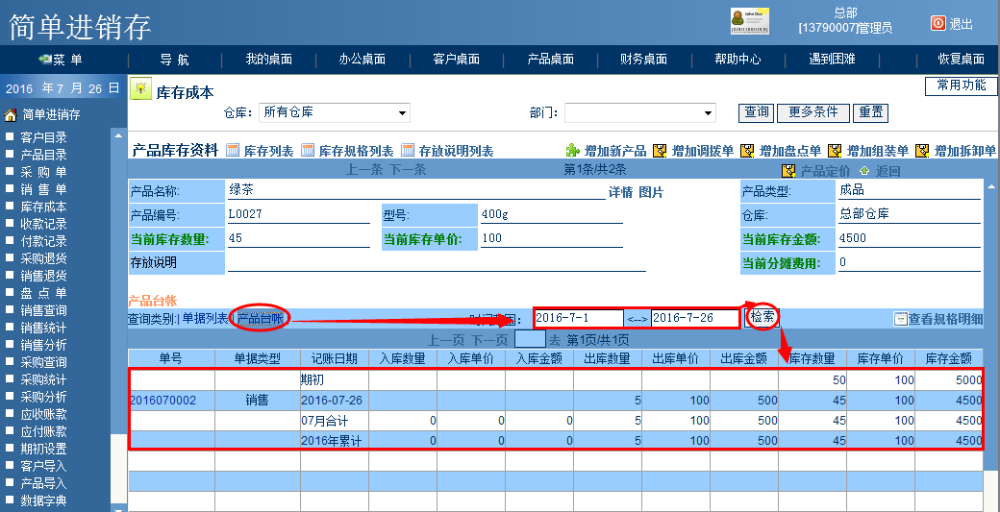 简单进销存
John Doe
总部
[13790007]管理员
退出
菜 单 导 航 我的桌面 办公桌面 客户桌面 产品桌面 财务桌面 帮助中心 遇到困难 恢复桌面
2016 年 7 月 26 日
简单进销存
客户目录
产品目录
采 购 单
销 售 单
库存成本
收款记录
付款记录
采购退货
销售退货
盘 点 单
销售查询
销售统计
销售分析
采购查询
采购统计
采购分析
应收账款
应付账款
期初设置
客户导入
产品导入
数据字典
库存成本
常用功能
仓库: 所有仓库 部门: 查询 更多条件 重置
产品库存资料 库存列表 库存规格列表 存放说明列表 增加新产品 增加调拨单 增加盘点单 增加组装单 增加拆卸单
上一条 下一条 第1条/共2条 产品定价 返回
产品名称: 绿茶 详情 图片 产品类型: 成品
产品编号: L0027 型号: 400g 仓库: 总部仓库
当前库存数量: 45 当前库存单价: 100 当前库存金额: 4500
存放说明 当前分摊费用: 0
产品台帐
查询类别:| 单据列表| 产品台帐 时间范围: 2016-7-1 <--> 2016-7-26 检索 查看规格明细
上一页 下一页 去 第1页/共1页
单号 单据类型 记账日期 入库数量 入库单价 入库金额 出库数量 出库单价 出库金额 库存数量 库存单价 库存金额
期初 50 100 5000
2016070002 销售 2016-07-26 5 100 500 45 100 4500
07月合计 0 0 0 5 100 500 45 100 4500
2016年累计 0 0 0 5 100 500 45 100 4500